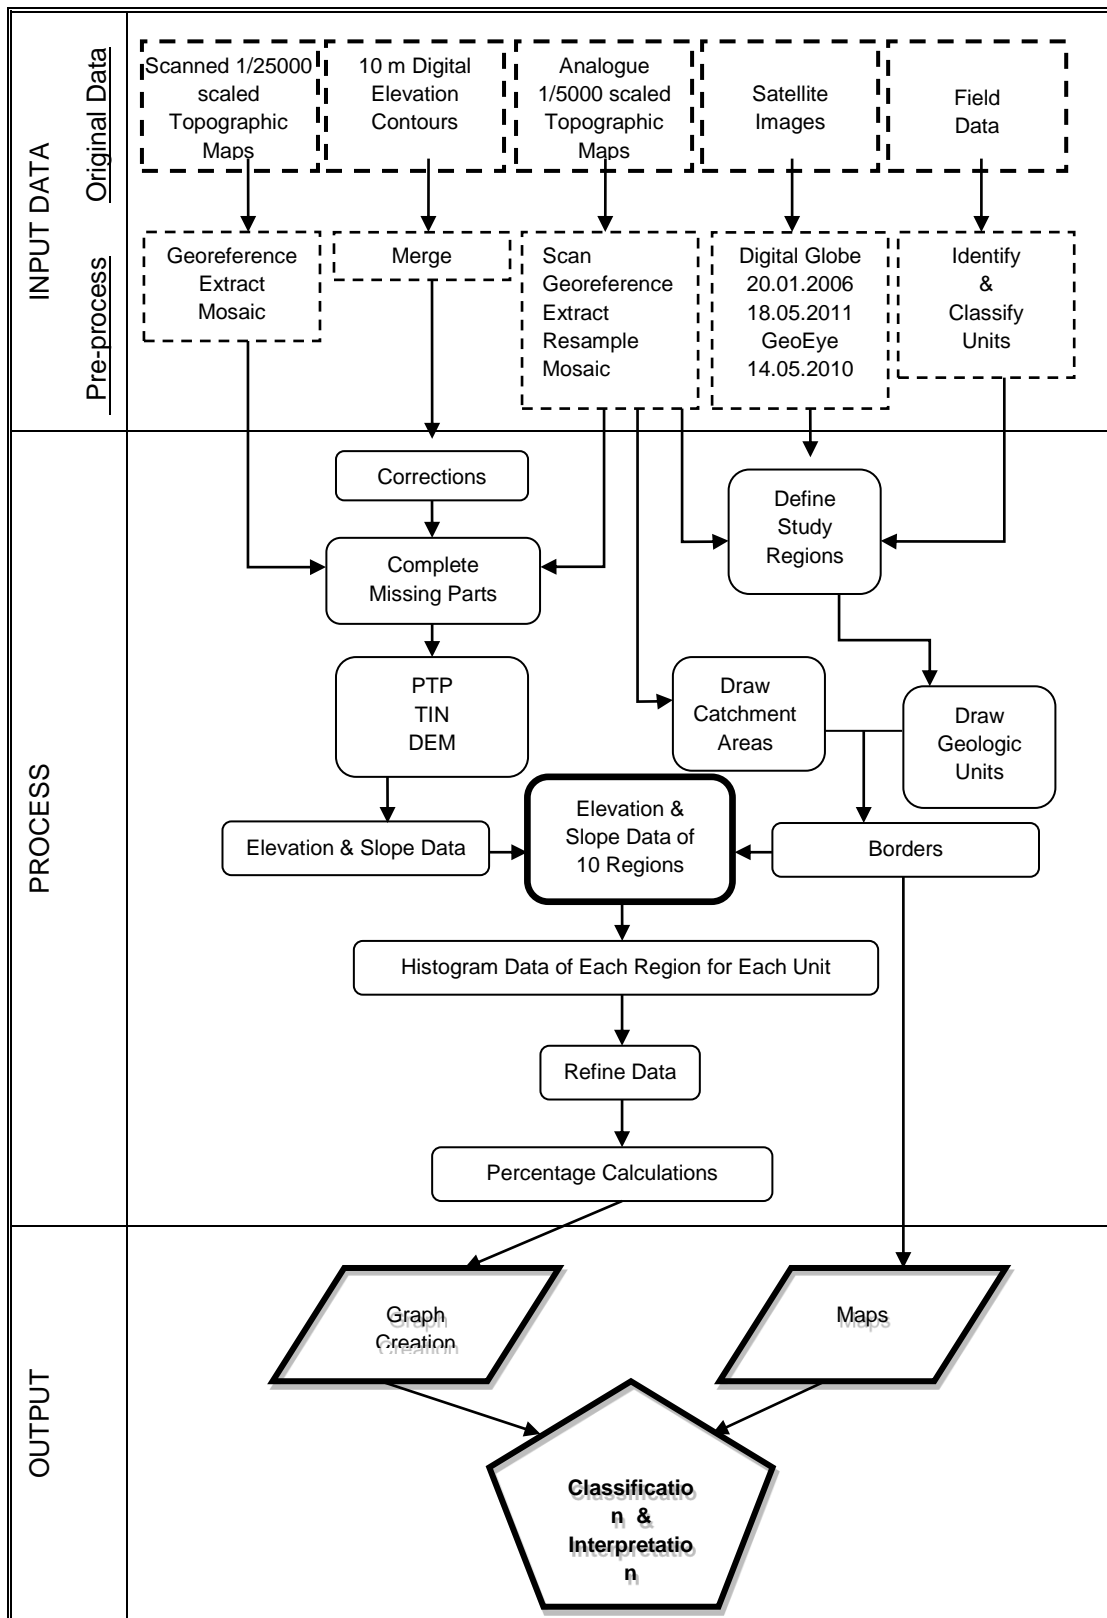 INPUT DATA
Original Data
Scanned 1/25000
scaled
Topographic
Maps
10 m Digital
Elevation
Contours
Analogue
1/5000 scaled
Topographic
Maps
Satellite
Images
Field
Data
Pre-process
Georeference
Extract
Mosaic
Merge
Scan
Georeference
Extract
Resample
Mosaic
Digital Globe
20.01.2006
18.05.2011
GeoEye
14.05.2010
Identify
&
Classify
Units
PROCESS
Corrections
Complete
Missing Parts
Define
Study
Regions
PTP
TIN
DEM
Draw
Catchment
Areas
Draw
Geologic
Units
Elevation & Slope Data
Elevation &
Slope Data of
10 Regions
Borders
Histogram Data of Each Region for Each Unit
Refine Data
Percentage Calculations
OUTPUT
Graph
Creation
Maps
Classificatio
n &
Interpretatio
n